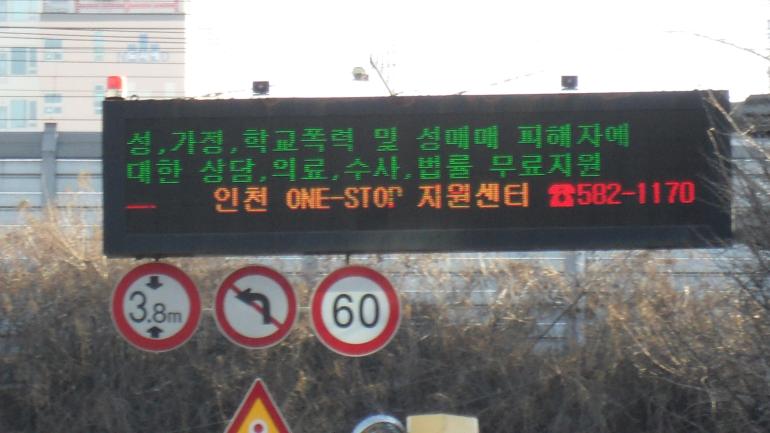 성,가정,학교폭력 및 성매매 피해자에
대한 상담,의료,수사,법률 무료지원
인천 ONE-STOP 지원센터 ☎582-1170
3.8m
60